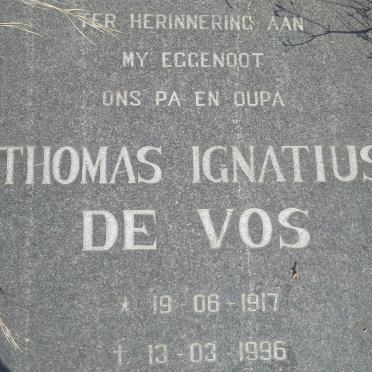 TER HERINNERING AAN
MY EGGENOOT
ONS PA EN OUPA
THOMAS IGNATIUS
DE VOS
* 19-06-1917
† 13-03-1996